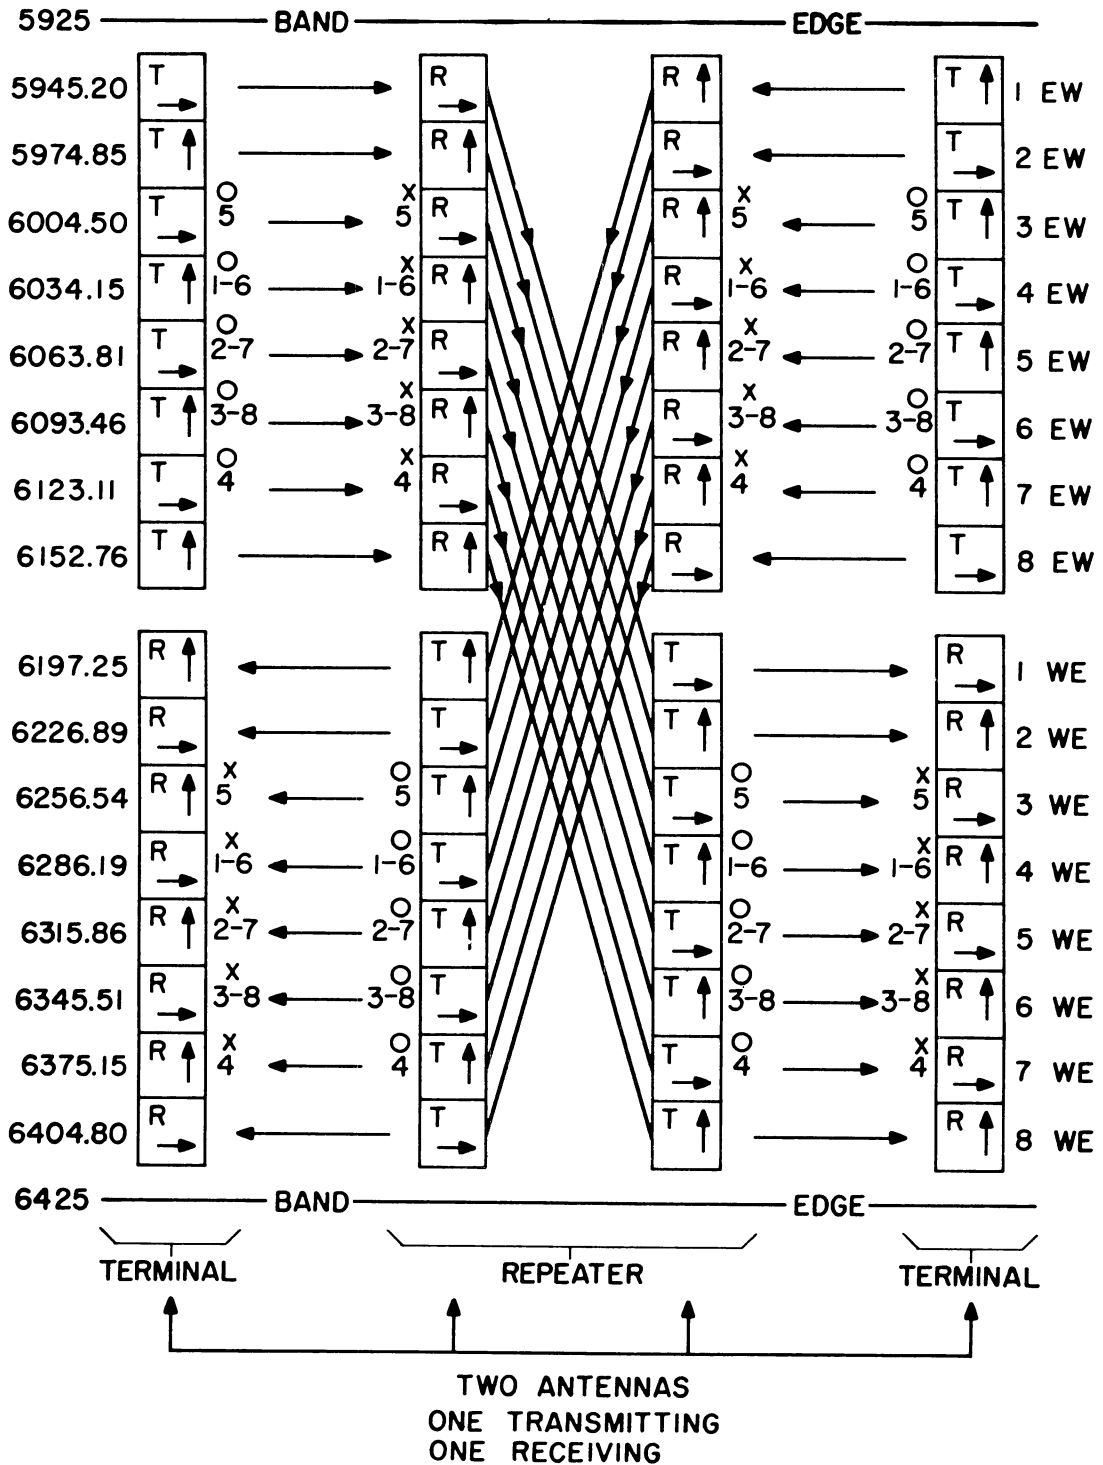 5925 BAND EDGE
5945.20 T R R T 1 EW
5974.85 T R R T 2 EW
O X X O
6004.50 T 5 5 R R 5 5 T 3 EW
O X X O
6034.15 T 1-6 1-6 R R 1-6 1-6 T 4 EW
O X X O
6063.81 T 2-7 2-7 R R 2-7 2-7 T 5 EW
O X X O
6093.46 T 3-8 3-8 R R 3-8 3-8 T 6 EW
O X X O
6123.11 T 4 4 R R 4 4 T 7 EW
6152.76 T R R T 8 EW
6197.25 R T T R 1 WE
6226.89 R T T R 2 WE
X O O X
6256.54 R 5 5 T T 5 5 R 3 WE
X O O X
6286.19 R 1-6 1-6 T T 1-6 1-6 R 4 WE
X O O X
6315.86 R 2-7 2-7 T T 2-7 2-7 R 5 WE
X O O X
6345.51 R 3-8 3-8 T T 3-8 3-8 R 6 WE
X O O X
6375.15 R 4 4 T T 4 4 R 7 WE
6404.80 R T T R 8 WE
6425 BAND EDGE
TERMINAL REPEATER TERMINAL
TWO ANTENNAS
ONE TRANSMITTING
ONE RECEIVING